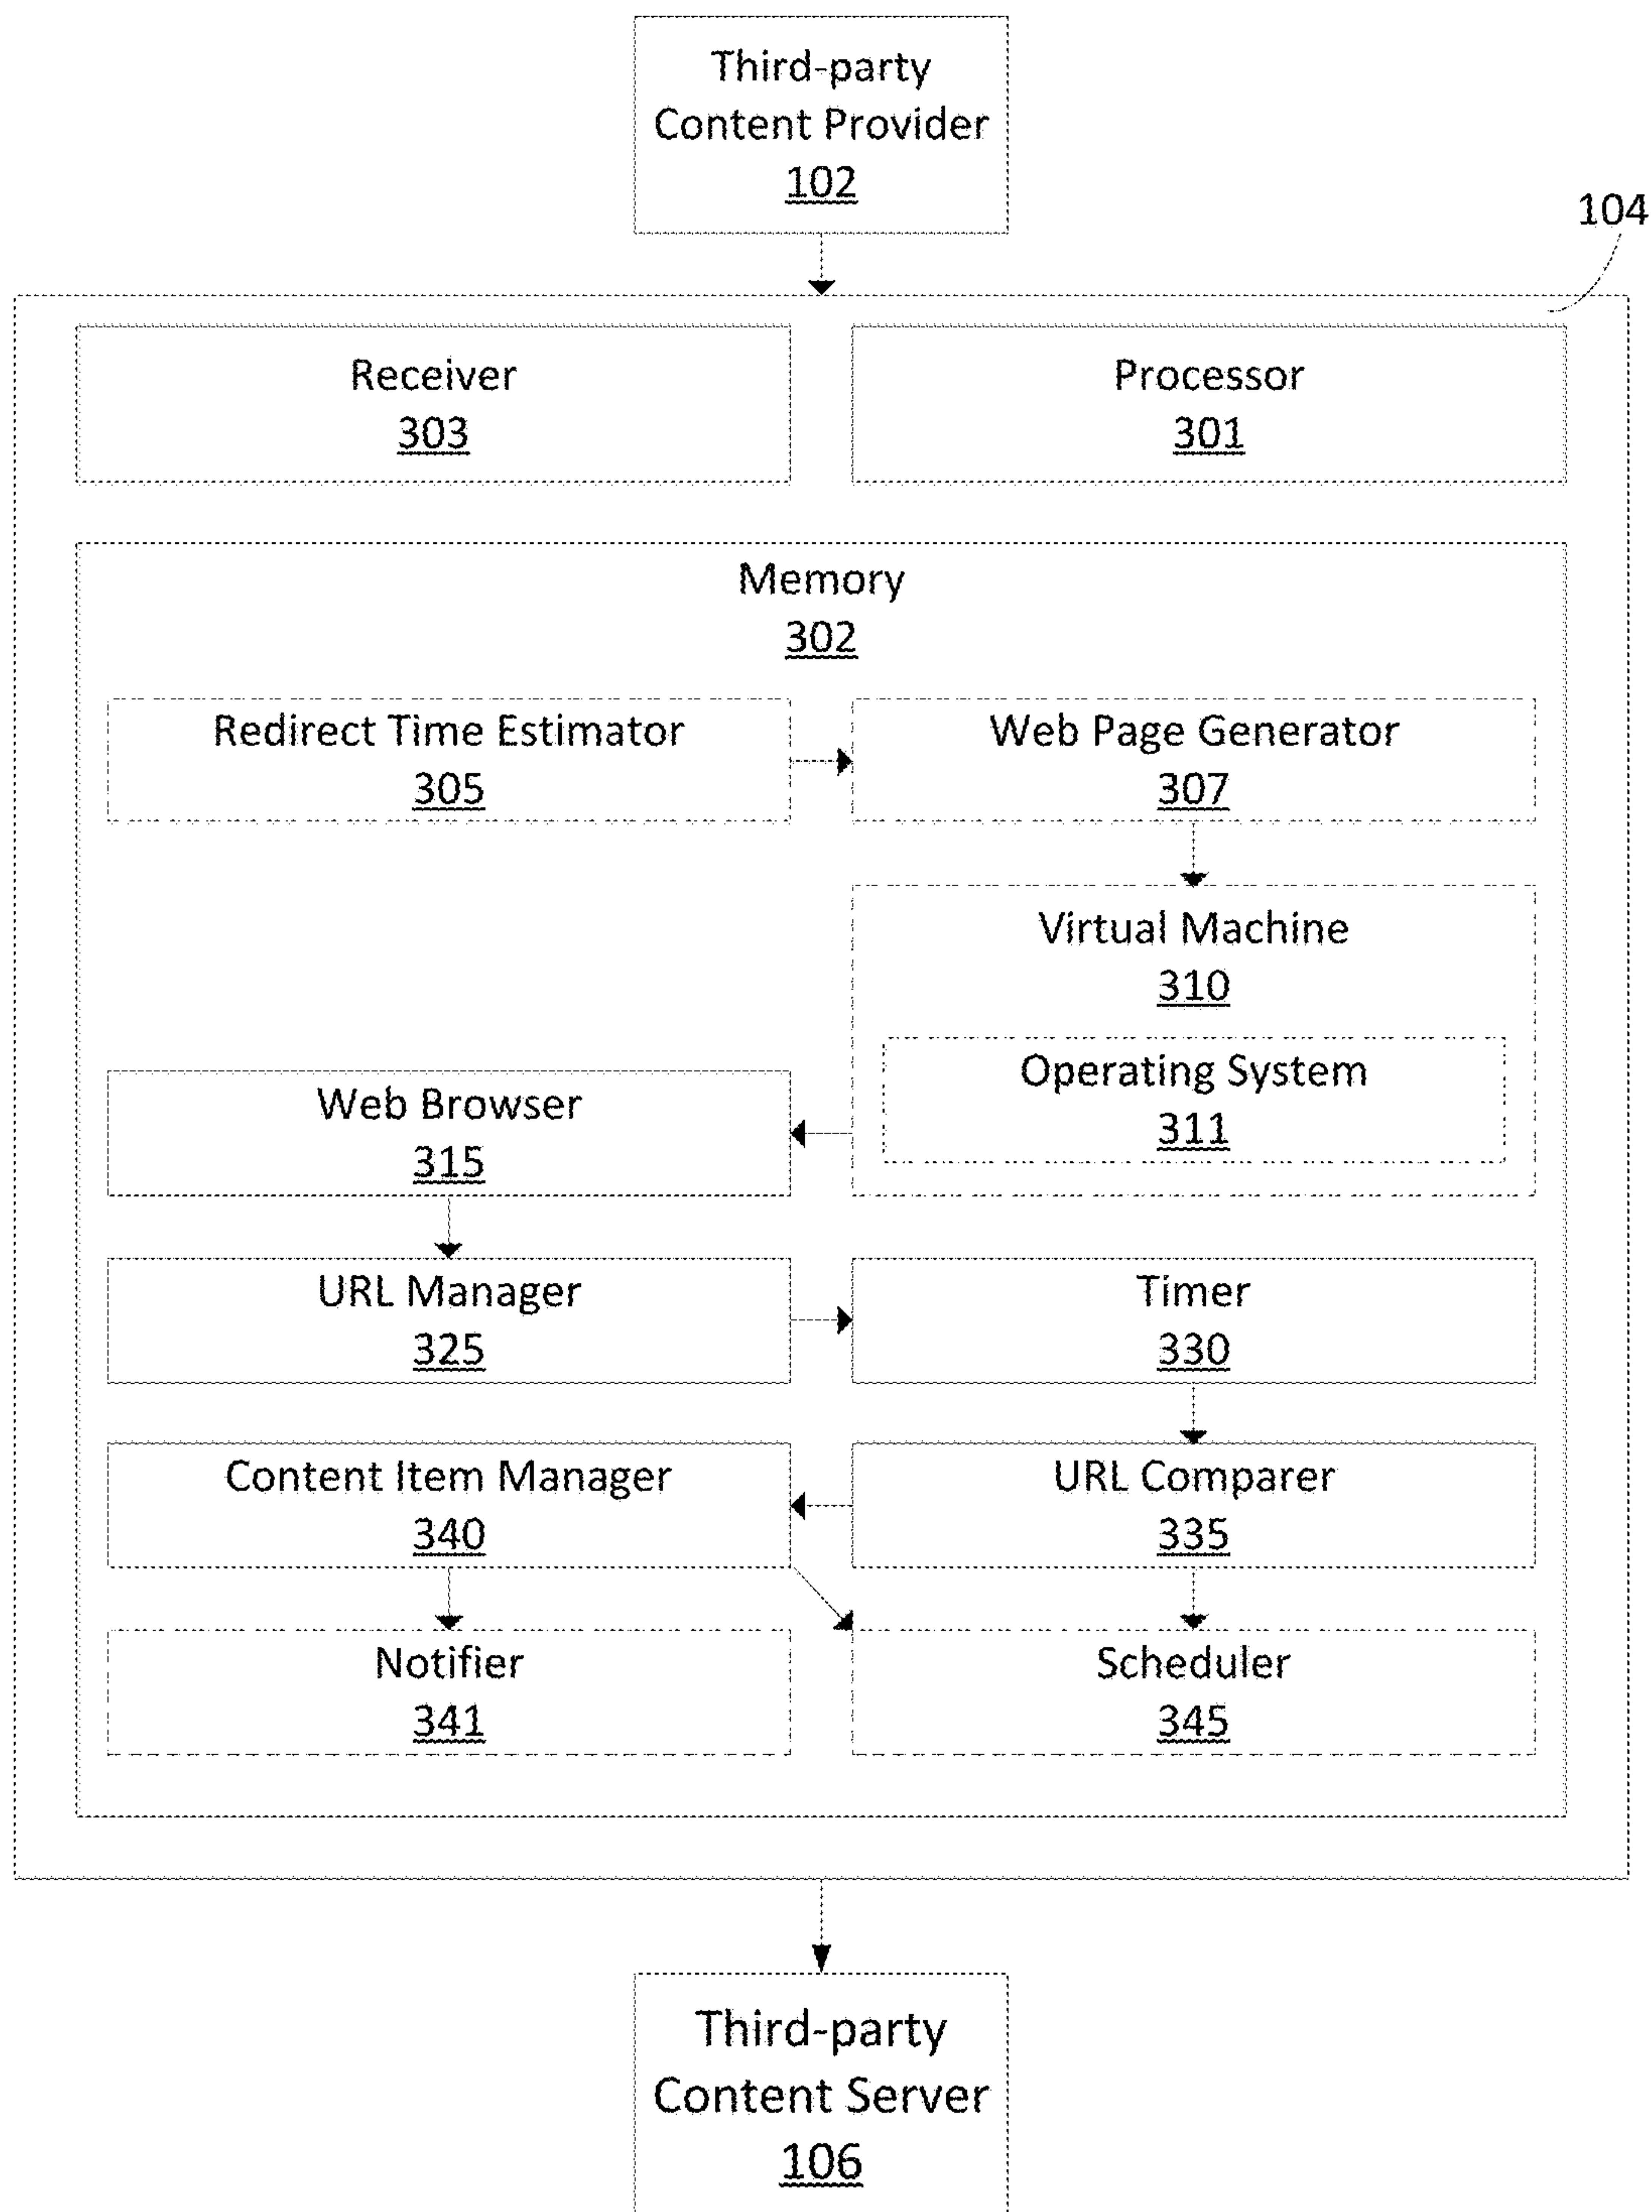 Third-party
Content Provider
102
104
Receiver
303
Processor
301
Memory
302
Redirect Time Estimator
305
Web Page Generator
307
Virtual Machine
310
Operating System
311
Web Browser
315
URL Manager
325
Timer
330
Content Item Manager
340
URL Comparer
335
Notifier
341
Scheduler
345
Third-party
Content Server
106